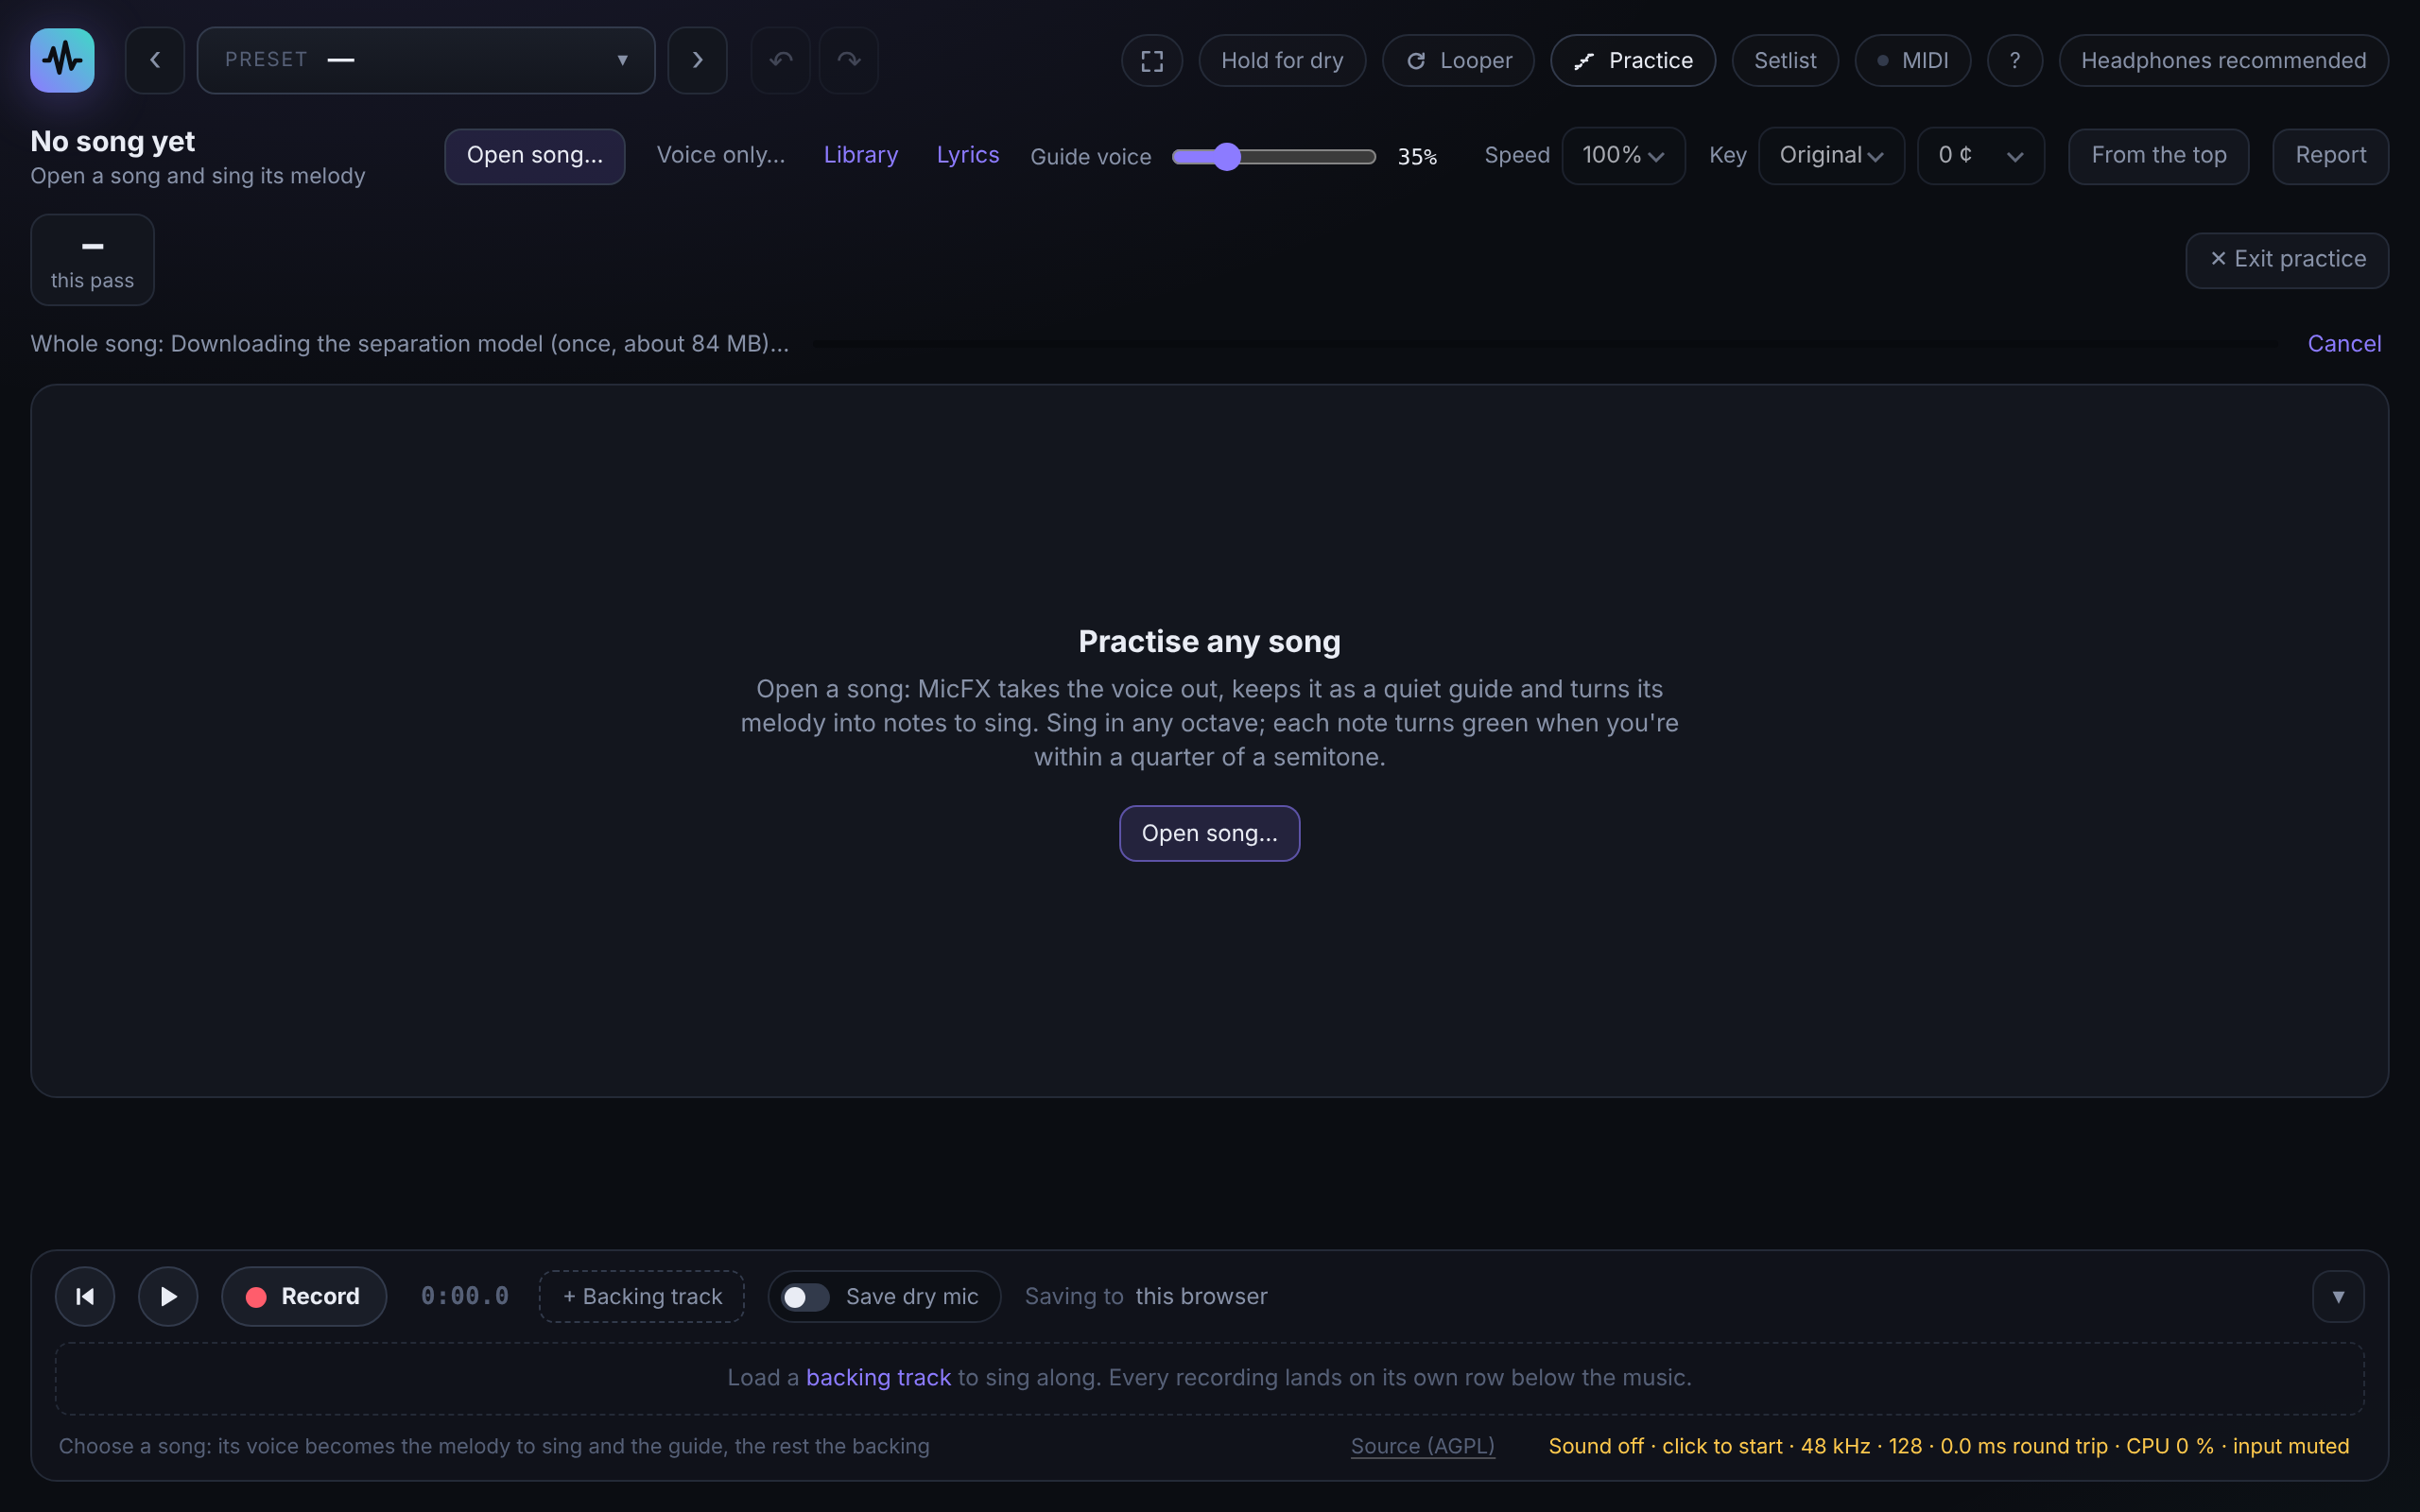 PRESET —
Hold for dry
Looper
Practice
Setlist
MIDI
?
Headphones recommended
No song yet
Open a song and sing its melody
Open song...
Voice only...
Library
Lyrics
Guide voice
35%
Speed
100%
Key
Original
0 ¢
From the top
Report
—
this pass
✕ Exit practice
Whole song: Downloading the separation model (once, about 84 MB)...
Cancel
Practise any song
Open a song: MicFX takes the voice out, keeps it as a quiet guide and turns its
melody into notes to sing. Sing in any octave; each note turns green when you're
within a quarter of a semitone.
Open song...
Record
0:00.0
+ Backing track
Save dry mic
Saving to this browser
Load a backing track to sing along. Every recording lands on its own row below the music.
Choose a song: its voice becomes the melody to sing and the guide, the rest the backing
Source (AGPL)
Sound off · click to start · 48 kHz · 128 · 0.0 ms round trip · CPU 0 % · input muted